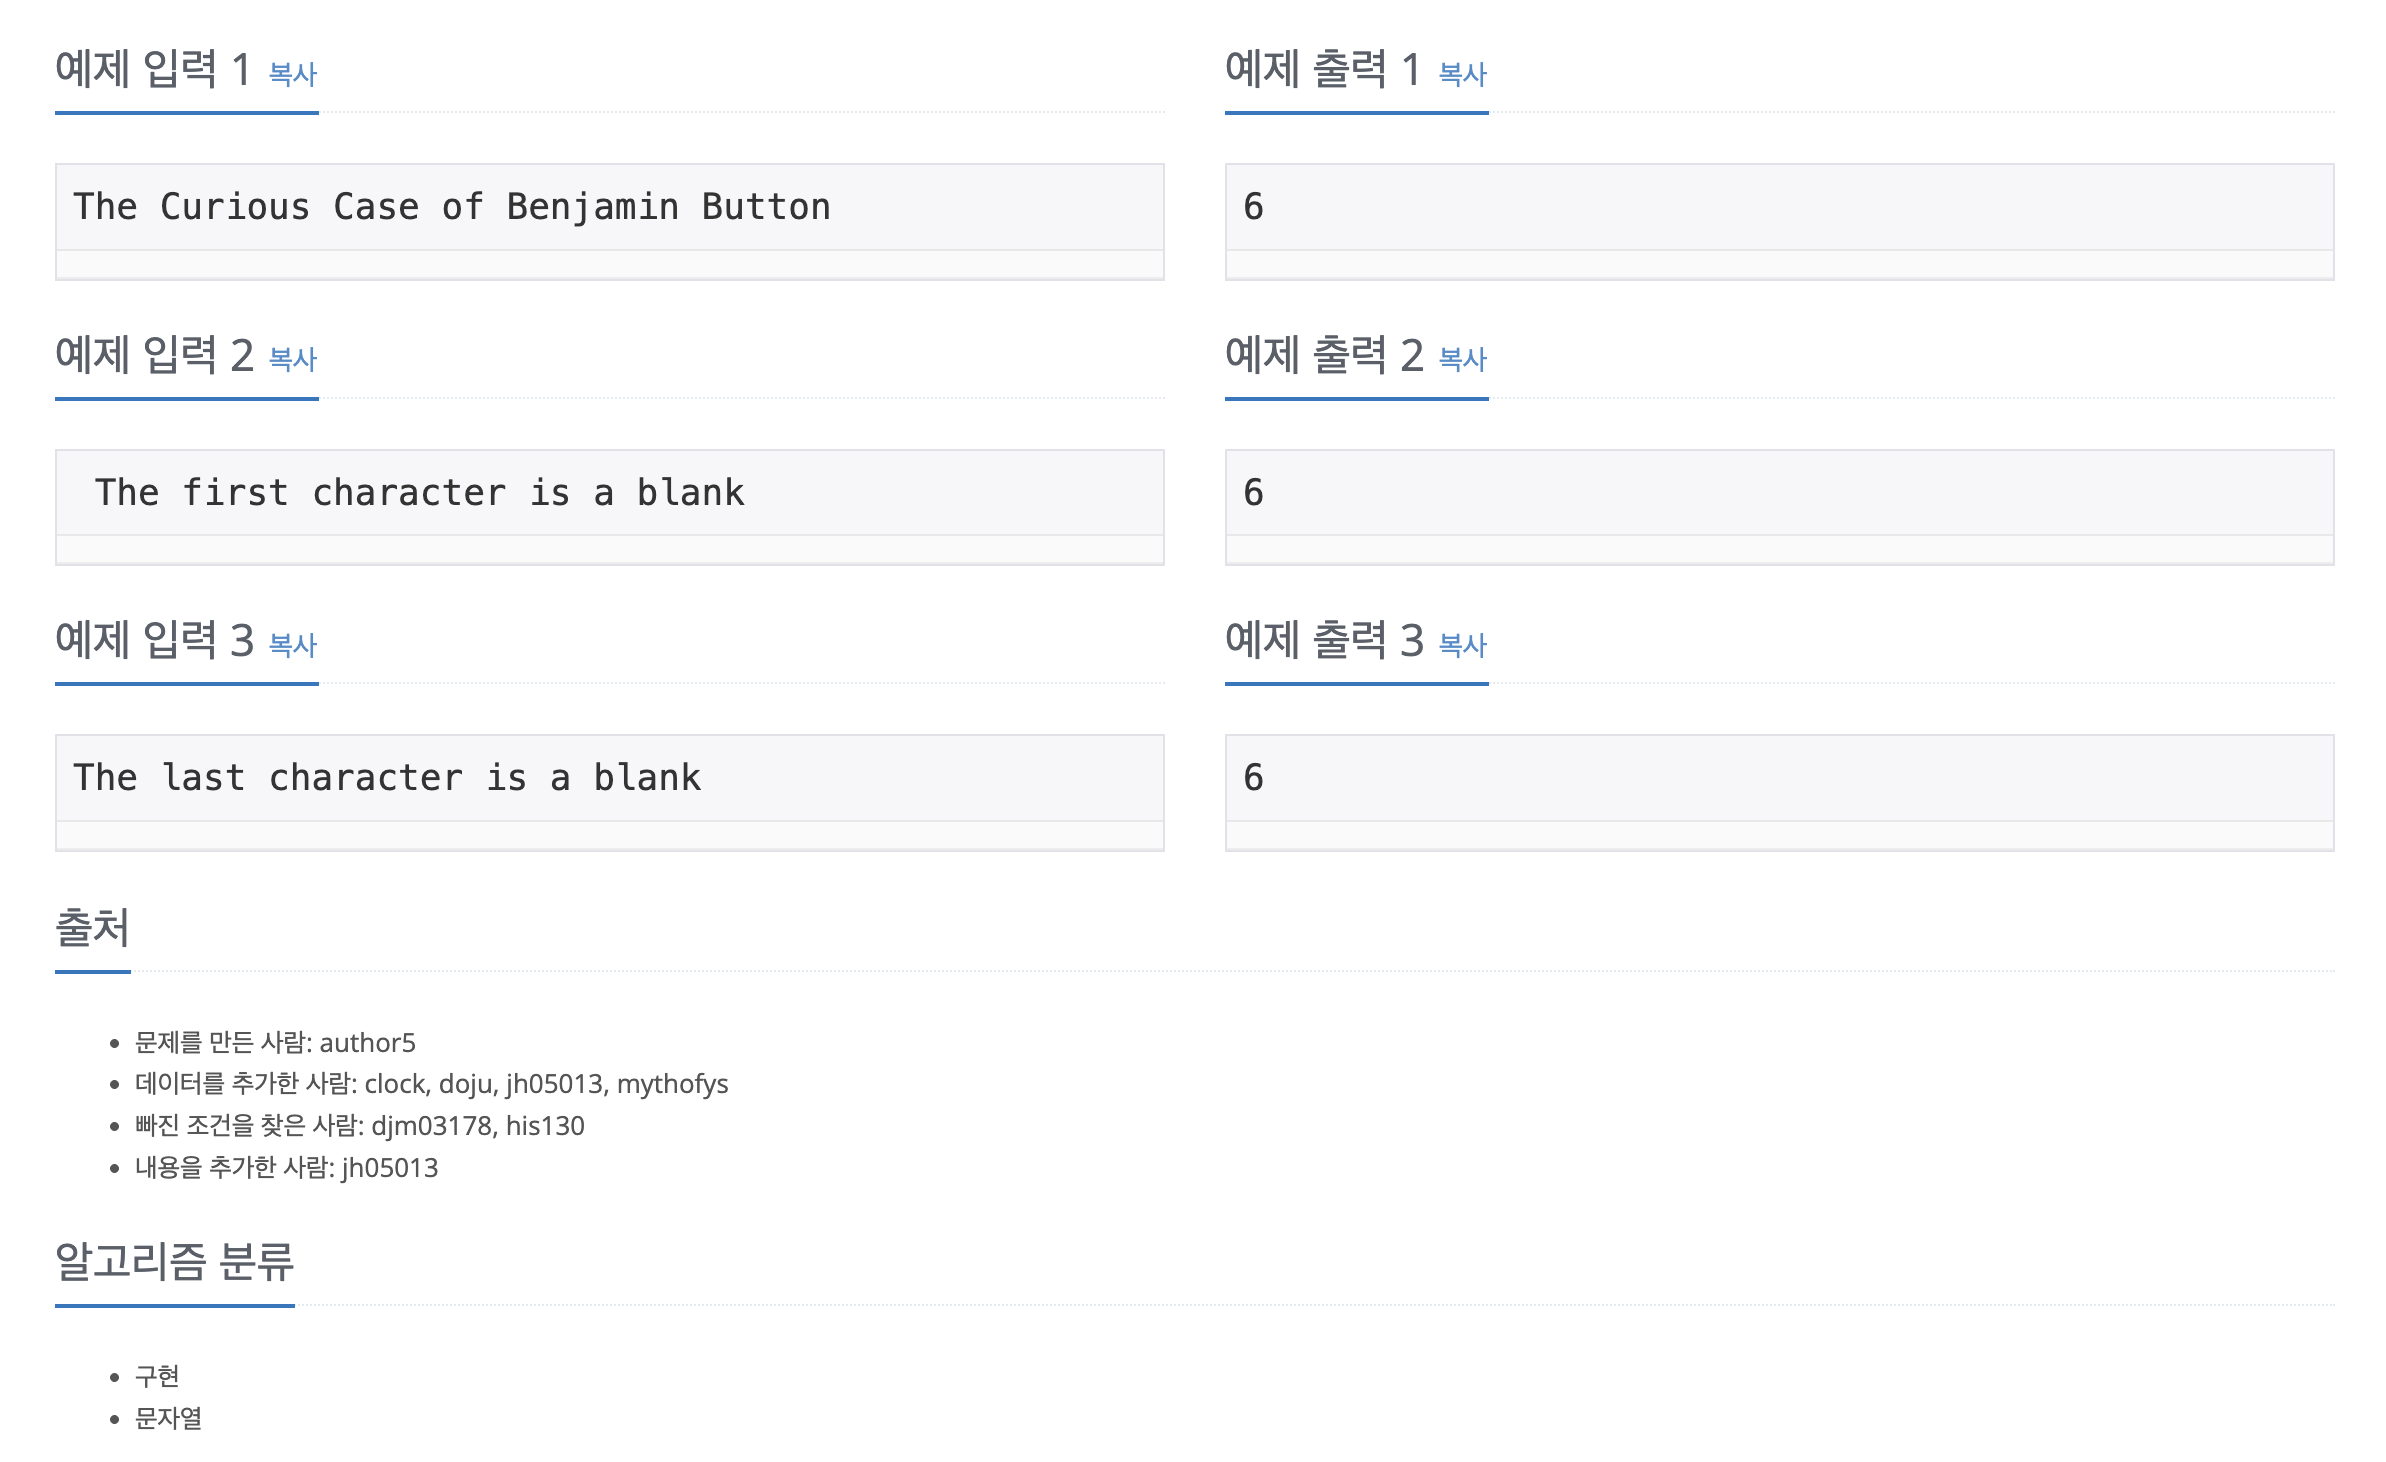 예제 입력 1 복사
The Curious Case of Benjamin Button
예제 출력 1 복사
6
예제 입력 2 복사
 The first character is a blank
예제 출력 2 복사
6
예제 입력 3 복사
The last character is a blank
예제 출력 3 복사
6
출처
문제를 만든 사람: author5
데이터를 추가한 사람: clock, doju, jh05013, mythofys
빠진 조건을 찾은 사람: djm03178, his130
내용을 추가한 사람: jh05013
알고리즘 분류
구현
문자열